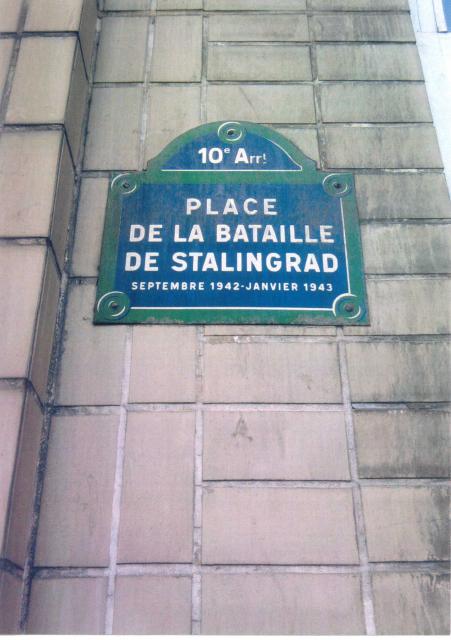 10e Arrt
PLACE
DE LA BATAILLE
DE STALINGRAD
SEPTEMBRE 1942-JANVIER 1943